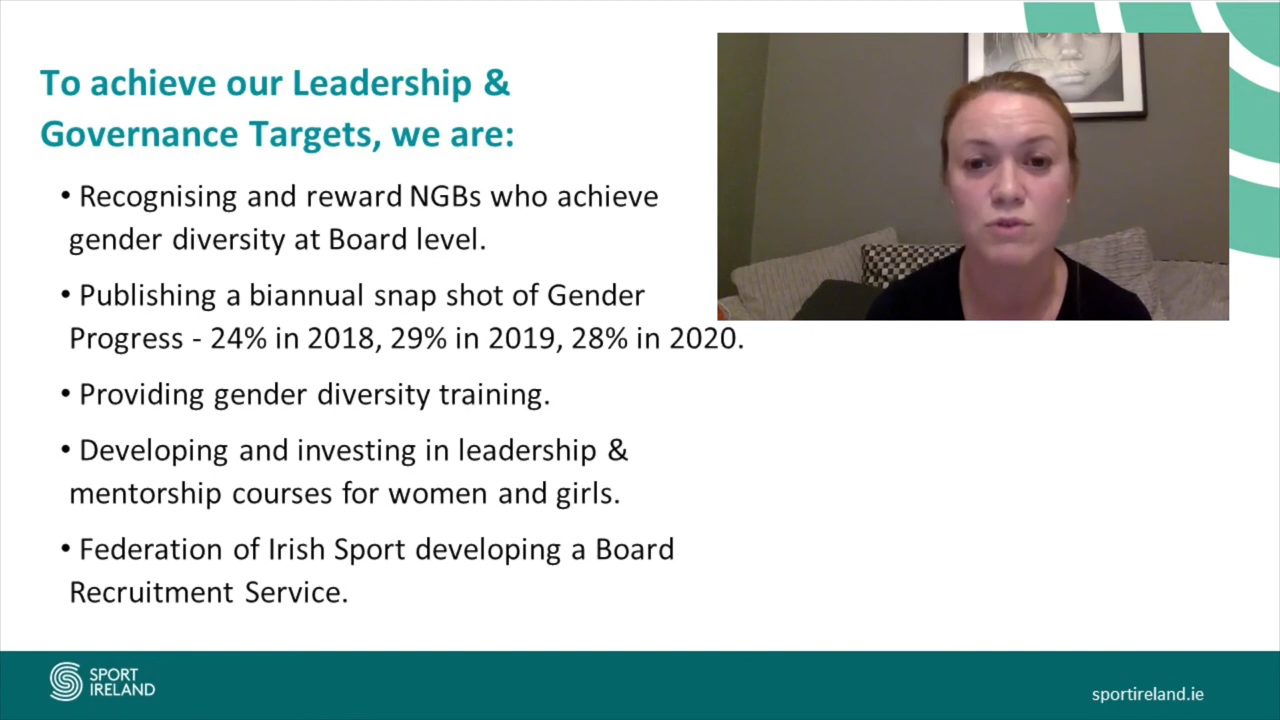 To achieve our Leadership &
Governance Targets, we are:
• Recognising and reward NGBs who achieve
gender diversity at Board level.
• Publishing a biannual snap shot of Gender
Progress - 24% in 2018, 29% in 2019, 28% in 2020.
• Providing gender diversity training.
• Developing and investing in leadership &
mentorship courses for women and girls.
• Federation of Irish Sport developing a Board
Recruitment Service.
SPORT
IRELAND
sportireland.ie